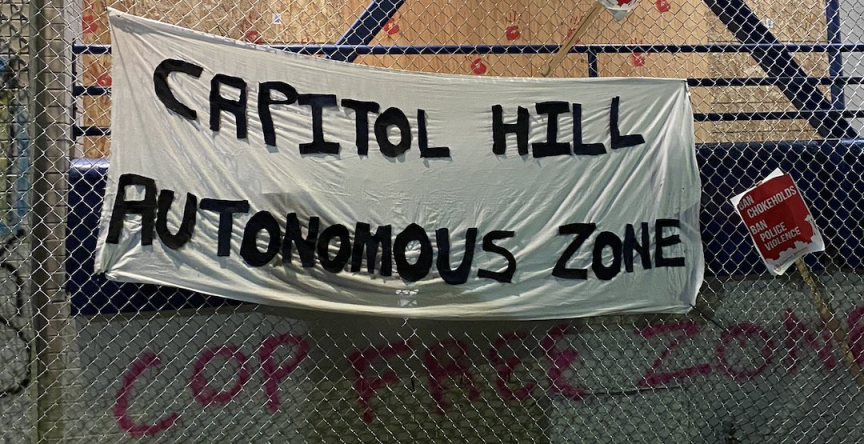 CAPITOL HILL
AUTONOMOUS ZONE
BAN
CHOKEHOLDS
BAN
POLICE
VIOLENCE
COP FREE ZONE